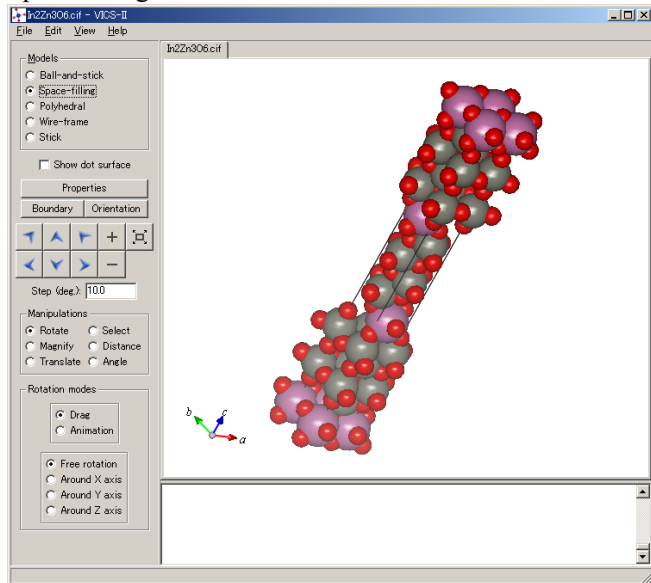 In2Zn3O6.cif - VICS-II
File Edit View Help
Models
Ball-and-stick
Space-filling
Polyhedral
Wire-frame
Stick
Show dot surface
Properties
Boundary Orientation
Step (deg.): 10.0
Manipulations
Rotate Select
Magnify Distance
Translate Angle
Rotation modes
Drag
Animation
Free rotation
Around X axis
Around Y axis
Around Z axis
In2Zn3O6.cif
b c
a